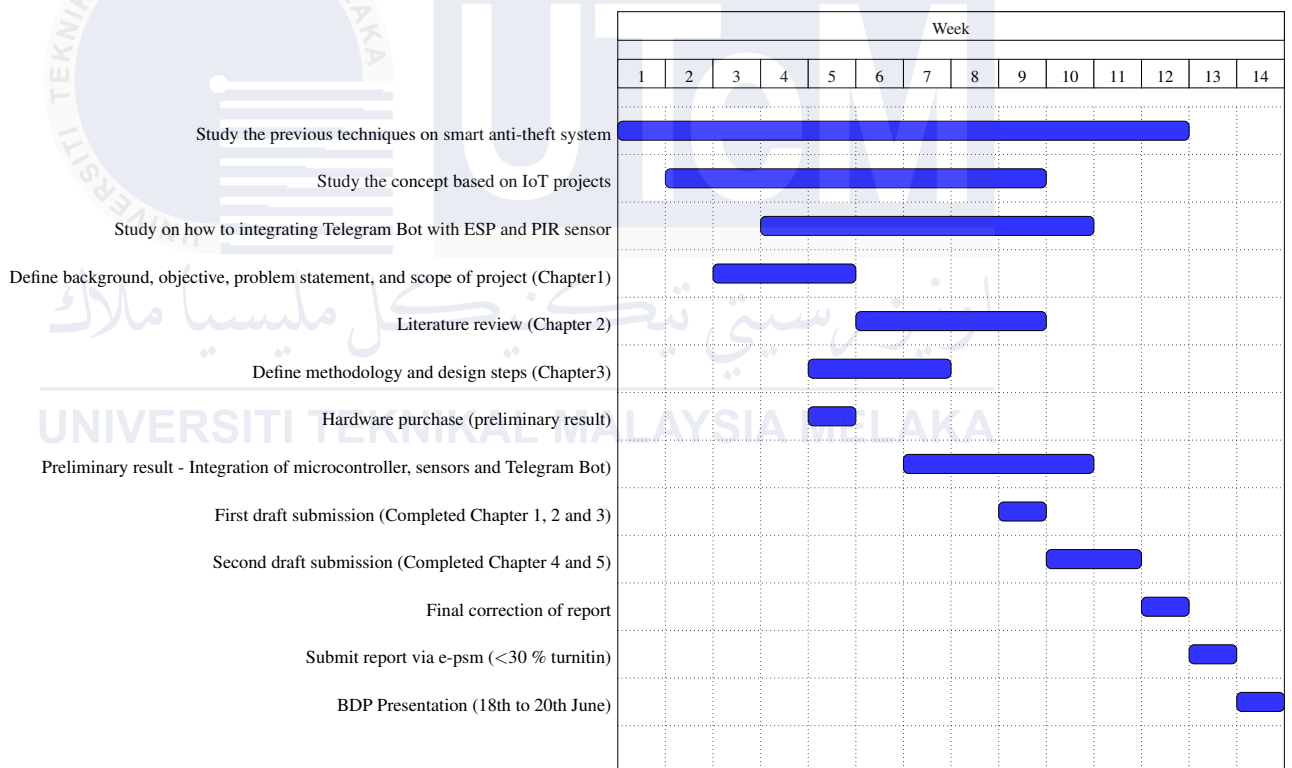 Week
1 2 3 4 5 6 7 8 9 10 11 12 13 14
Study the previous techniques on smart anti-theft system
Study the concept based on IoT projects
Study on how to integrating Telegram Bot with ESP and PIR sensor
Define background, objective, problem statement, and scope of project (Chapter1)
Literature review (Chapter 2)
Define methodology and design steps (Chapter3)
Hardware purchase (preliminary result)
Preliminary result - Integration of microcontroller, sensors and Telegram Bot)
First draft submission (Completed Chapter 1, 2 and 3)
Second draft submission (Completed Chapter 4 and 5)
Final correction of report
Submit report via e-psm (<30 % turnitin)
BDP Presentation (18th to 20th June)
UTeM
اونيۏرسيتي تيكنيكل مليسيا ملاك
UNIVERSITI TEKNIKAL MALAYSIA MELAKA